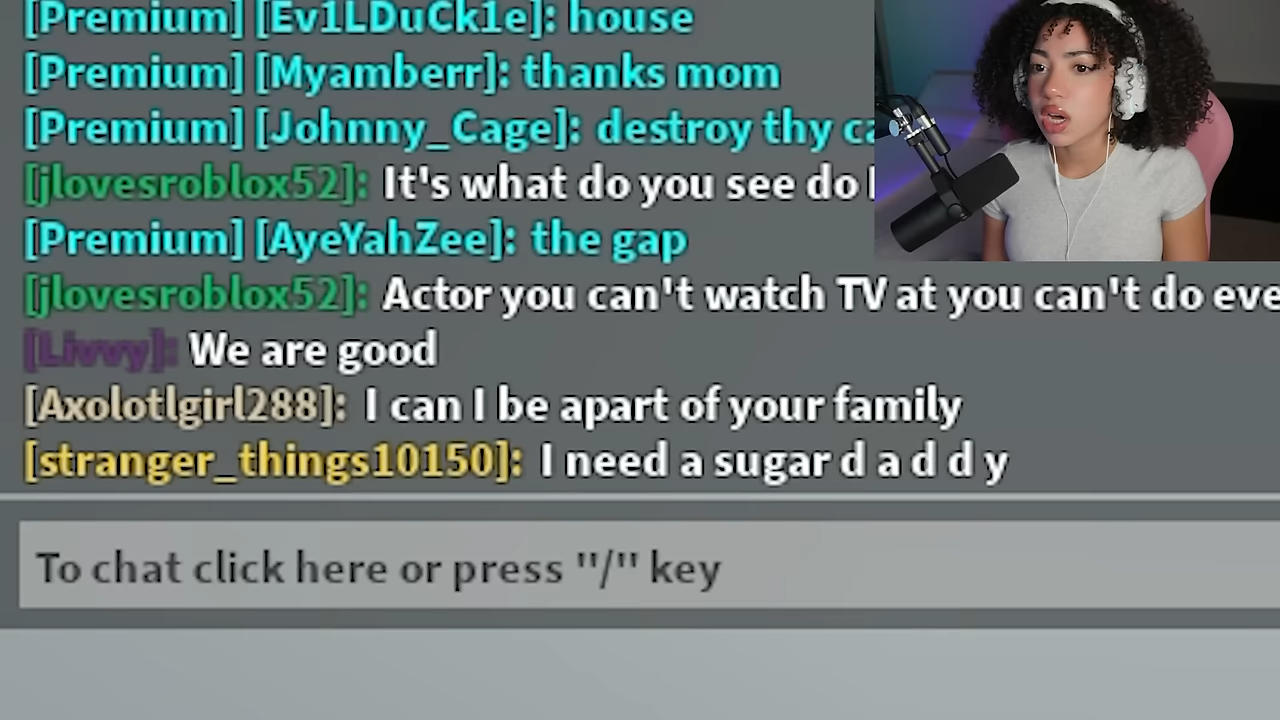 [Premium] [Ev1LDuCk1e]: house
[Premium] [Myamberr]: thanks mom
[Premium] [Johnny_Cage]: destroy thy
[jlovesroblox52]: It's what do you see do
[Premium] [AyeYahZee]: the gap
[jlovesroblox52]: Actor you can't watch TV at you can't do
[Livvy]: We are good
[Axolotlgirl288]: I can I be apart of your family
[stranger_things10150]: I need a sugar d a d d y
To chat click here or press "/" key